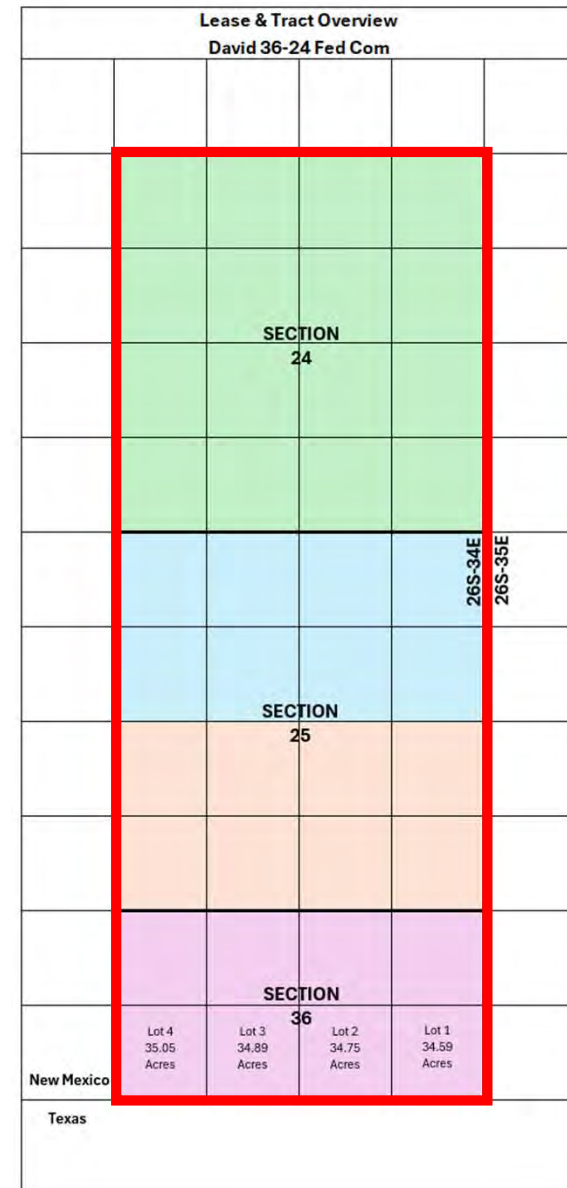 Lease & Tract Overview
David 36-24 Fed Com
SECTION
24
26S-34E
26S-35E
SECTION
25
SECTION
36
Lot 4
35.05
Acres
Lot 3
34.89
Acres
Lot 2
34.75
Acres
Lot 1
34.59
Acres
New Mexico
Texas